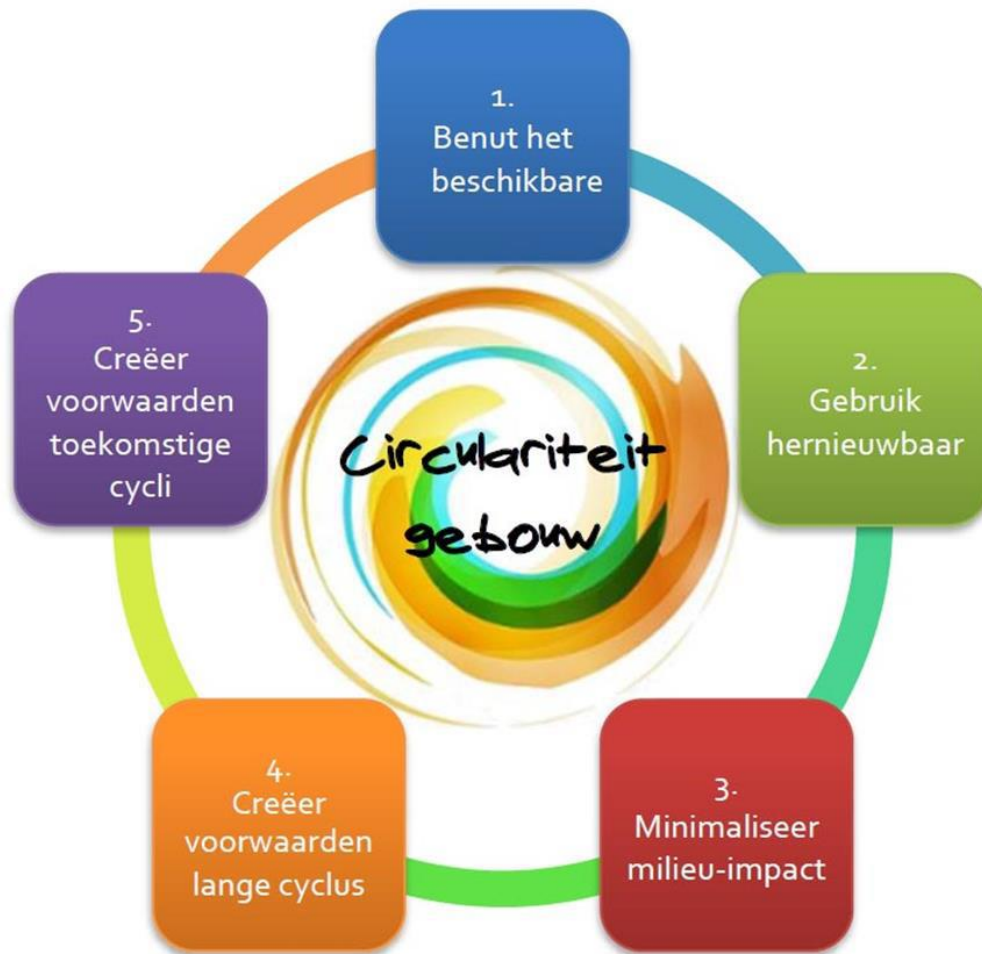 1.
Benut het
beschikbare
2.
Gebruik
hernieuwbaar
3.
Minimaliseer
milieu-impact
4.
Creëer
voorwaarden
lange cyclus
5.
Creëer
voorwaarden
toekomstige
cycli
Circulariteit
gebouw